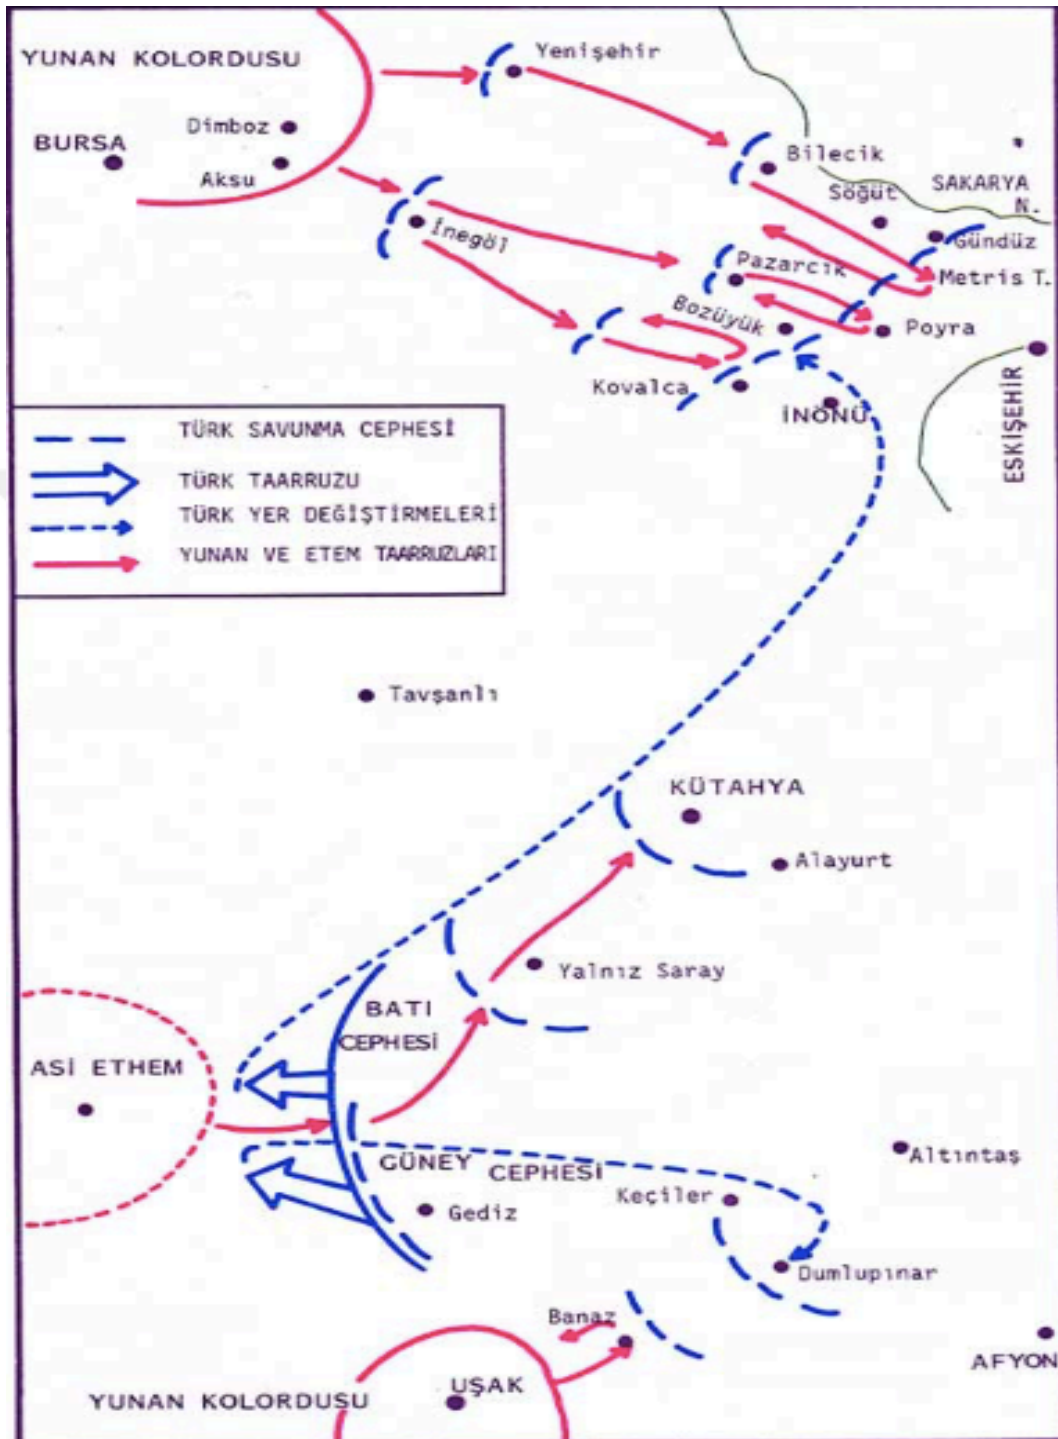 YUNAN KOLORDUSU
Yenişehir
Dimboz
BURSA
Aksu
Bilecik
Söğüt
SAKARYA
N.
İnegöl
Gündüz
Pazarcık
Metris T.
Bozüyük
Poyra
Kovalca
İNÖNÜ
ESKİŞEHİR
TÜRK SAVUNMA CEPHESİ
TÜRK TAARRUZU
TÜRK YER DEĞİŞTİRMELERİ
YUNAN VE ETEM TAARRUZLARI
Tavşanlı
KÜTAHYA
Alayurt
Yalnız Saray
BATI
CEPHESİ
ASİ ETHEM
GÜNEY CEPHESİ
Altıntaş
Keçiler
Gediz
Dumlupınar
Banaz
AFYON
UŞAK
YUNAN KOLORDUSU